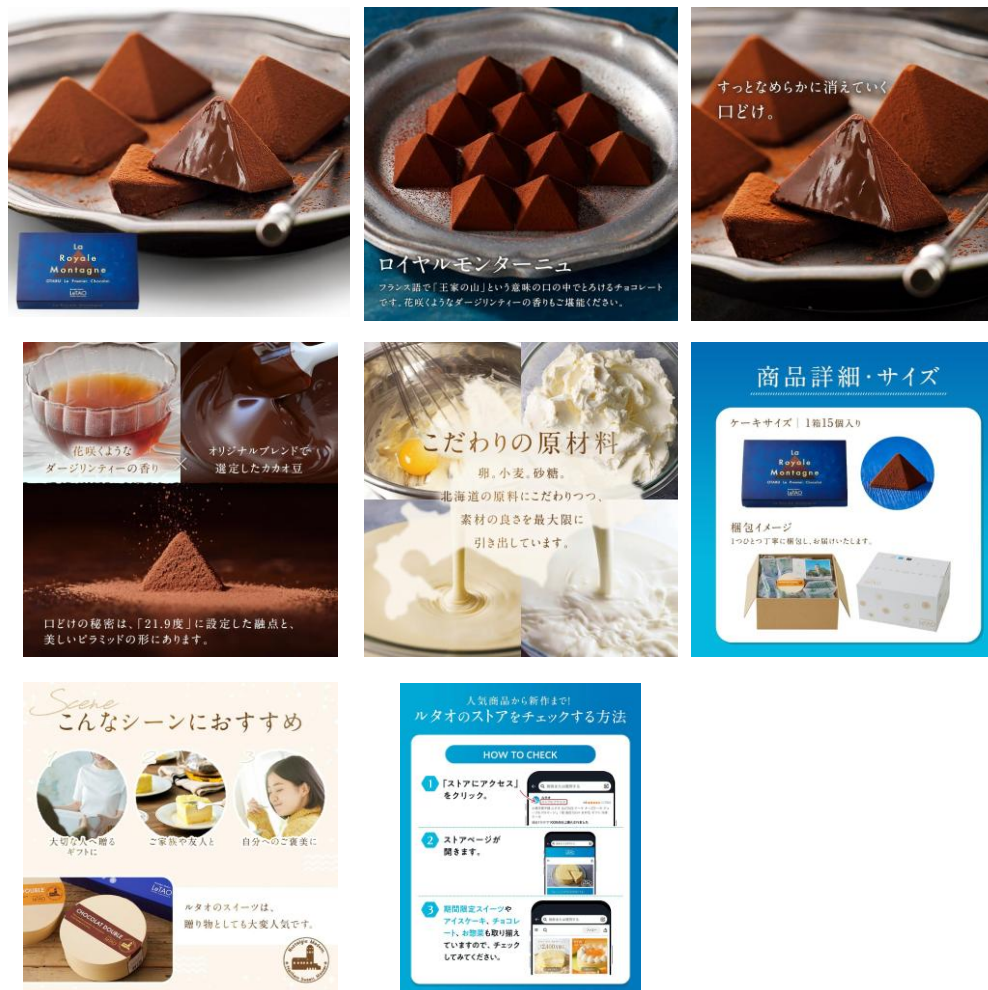 La
Royale
Montagne
OTARU Le Premier Chocolat
LeTAO
ロイヤルモンターニュ
フランス語で「王家の山」という意味の口の中でとろけるチョコレート
です。花咲くようなダージリンティーの香りもご堪能ください。
すっとなめらかに消えていく
口どけ。
花咲くような
ダージリンティーの香り
×
オリジナルブレンドで
選定したカカオ豆
口どけの秘密は、「21.9度」に設定した融点と、
美しいピラミッドの形にあります。
こだわりの原材料
卵。小麦。砂糖。
北海道の原料にこだわりつつ、
素材の良さを最大限に
引き出しています。
商品詳細・サイズ
ケーキサイズ｜1箱15個入り
La
Royale
Montagne
OTARU Le Premier Chocolat
LeTAO
梱包イメージ
1つひとつ丁寧に梱包し、お届けいたします。
Scene
こんなシーンにおすすめ
1
2
3
大切な人へ贈る
ギフトに
ご家族や友人と
自分へのご褒美に
DOUBLE
LeTAO
CHOCOLAT DOUBLE
ルタオのスイーツは、
贈り物としても大変人気です。
人気商品から新作まで!
ルタオのストアをチェックする方法
HOW TO CHECK
1
「ストアにアクセス」
をクリック。
2
ストアページが
開きます。
3
期間限定スイーツや
アイスケーキ、チョコレ
ート、お惣菜も取り揃え
ていますので、チェック
してみてください。